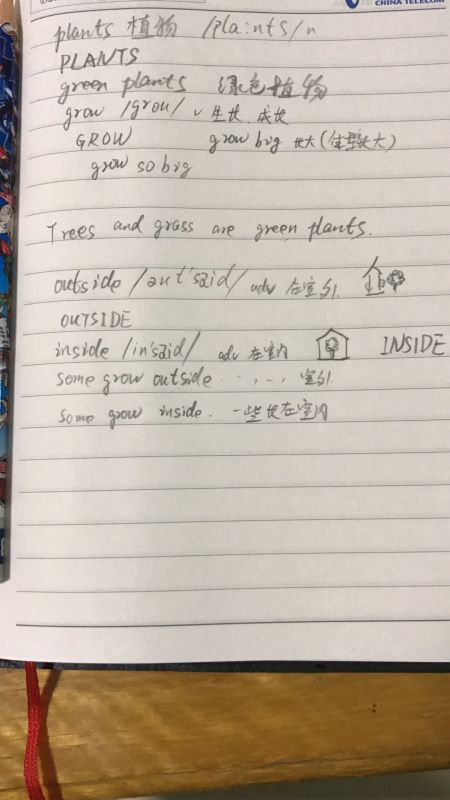 CHINA TELECOM
plants 植物 /pla:nts/n
PLANTS
green plants 绿色植物
grow /grou/ v 生长 成长
GROW grow big 长大(体型长大)
grow so big
Trees and grass are green plants.
outside /aut'said/ adv 在室外
OUTSIDE
inside /in'said/ adv 在室内 INSIDE
some grow outside. 室外.
some grow inside. 一些长在室内